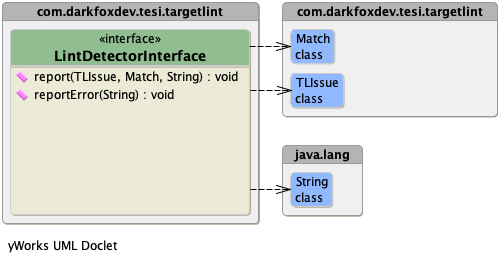 com.darkfoxdev.tesi.targetlint
«interface»
LintDetectorInterface
report(TLIssue, Match, String) : void
reportError(String) : void
com.darkfoxdev.tesi.targetlint
Match
class
TLIssue
class
java.lang
String
class
yWorks UML Doclet